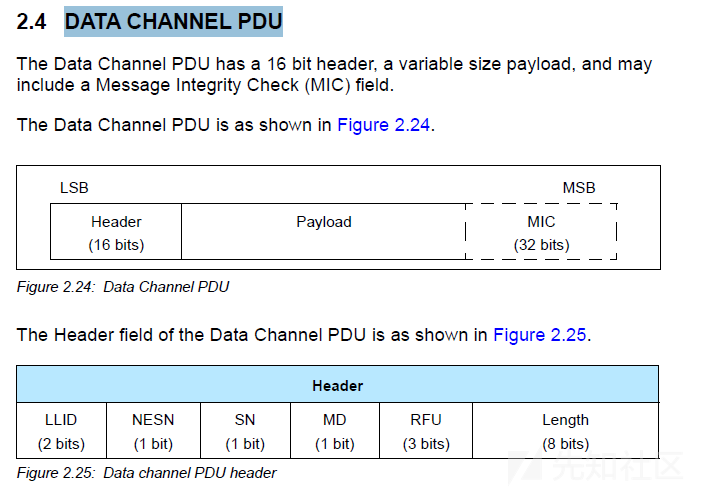 2.4 DATA CHANNEL PDU
The Data Channel PDU has a 16 bit header, a variable size payload, and may
include a Message Integrity Check (MIC) field.
The Data Channel PDU is as shown in Figure 2.24.
LSB MSB
Header Payload MIC
(16 bits) (32 bits)
Figure 2.24: Data Channel PDU
The Header field of the Data Channel PDU is as shown in Figure 2.25.
Header
LLID NESN SN MD RFU Length
(2 bits) (1 bit) (1 bit) (1 bit) (3 bits) (8 bits)
Figure 2.25: Data channel PDU header
先知社区